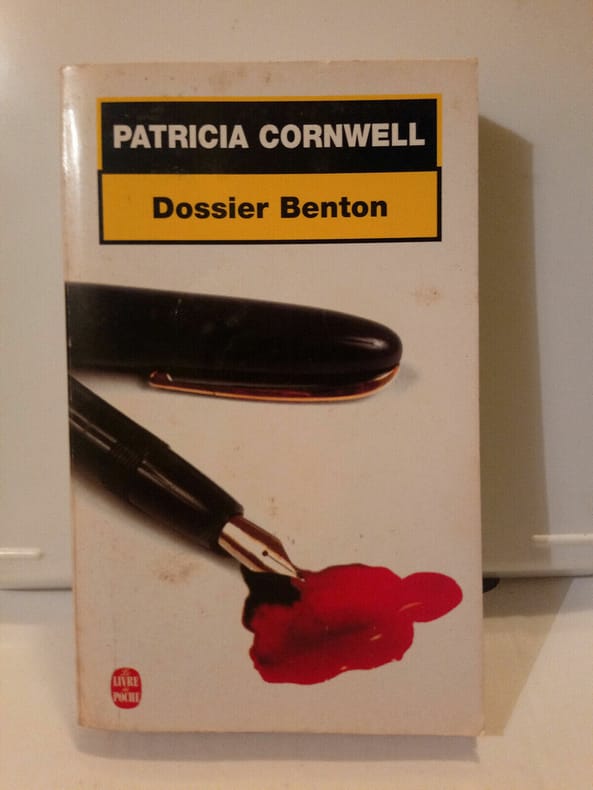 PATRICIA CORNWELL
Dossier Benton
Le
LIVRE
de
POCHE